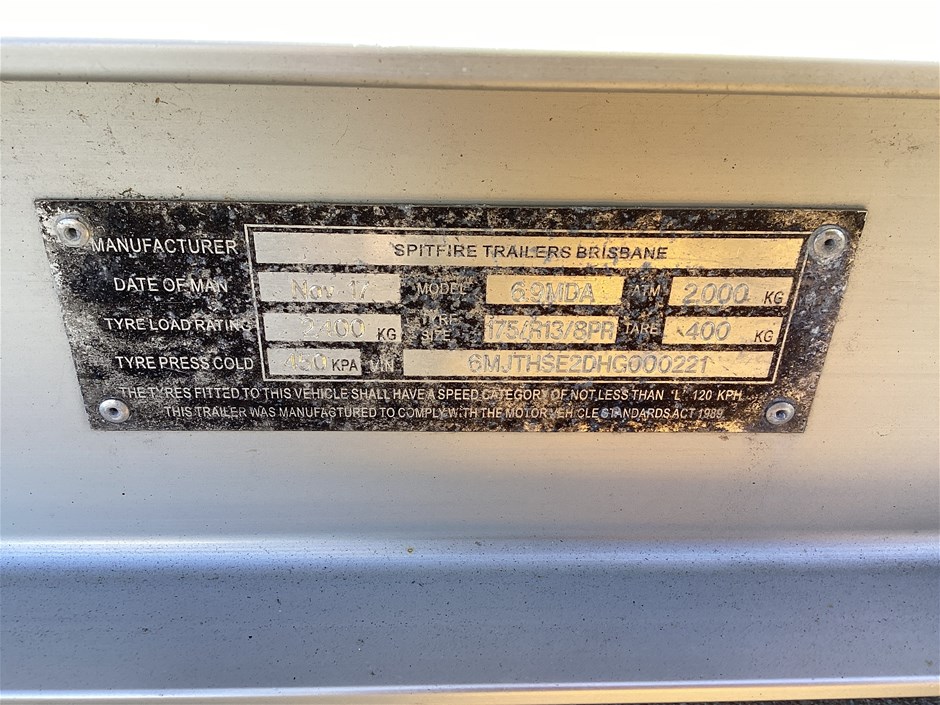 MANUFACTURER SPITFIRE TRAILERS BRISBANE
DATE OF MAN Nov 17 MODEL 6.9MDA ATM 2000 KG
TYRE LOAD RATING 2400 KG TYRE SIZE 175/R13/8PR TARE 400 KG
TYRE PRESS COLD 450 KPA VIN 6MJTHSE2DHG000221
THE TYRES FITTED TO THIS VEHICLE SHALL HAVE A SPEED CATEGORY OF NOT LESS THAN 'L' 120 KPH
THIS TRAILER WAS MANUFACTURED TO COMPLY WITH THE MOTOR VEHICLE STANDARDS ACT 1989